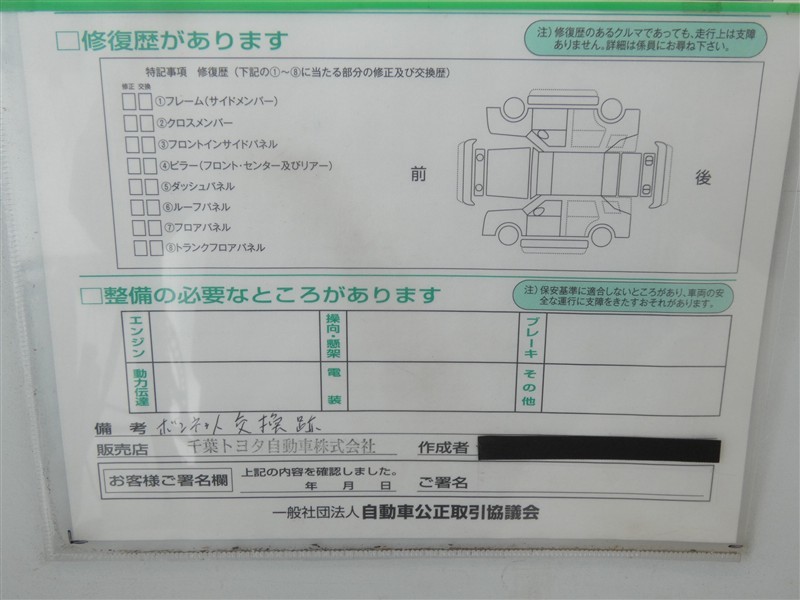 □修復歴があります
注）修復歴のあるクルマであっても、走行上は支障
ありません。詳細は係員にお尋ね下さい。
特記事項 修復歴（下記の①〜⑧に当たる部分の修正及び交換歴）
修正 交換
①フレーム（サイドメンバー）
②クロスメンバー
③フロントインサイドパネル
④ピラー（フロント・センター及びリアー）
⑤ダッシュパネル
⑥ルーフパネル
⑦フロアパネル
⑧トランクフロアパネル
前
後
□整備の必要なところがあります
注）保安基準に適合しないところがあり、車両の安
全な運行に支障をきたすおそれがあります。
エンジン
操向・懸架
ブレーキ
動力伝達
電装
その他
備考 ボンネット交換跡
販売店 千葉トヨタ自動車株式会社 作成者
お客様ご署名欄
上記の内容を確認しました。
年 月 日 ご署名
一般社団法人 自動車公正取引協議会